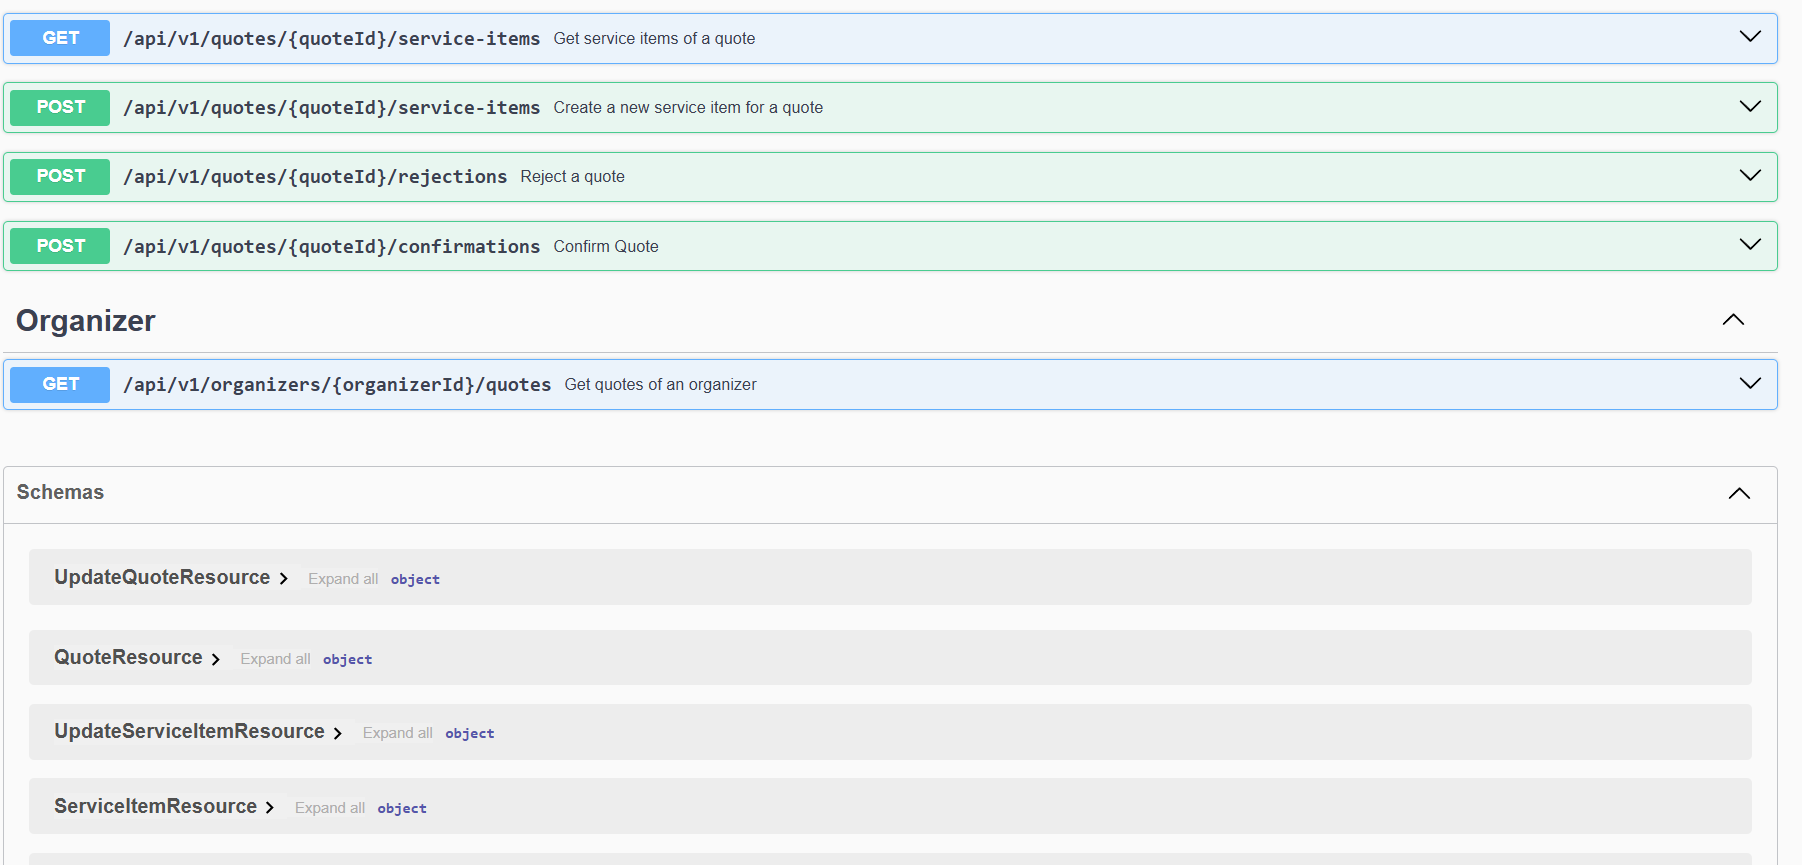 GET /api/v1/quotes/{quoteId}/service-items Get service items of a quote
POST /api/v1/quotes/{quoteId}/service-items Create a new service item for a quote
POST /api/v1/quotes/{quoteId}/rejections Reject a quote
POST /api/v1/quotes/{quoteId}/confirmations Confirm Quote
Organizer
GET /api/v1/organizers/{organizerId}/quotes Get quotes of an organizer
Schemas
UpdateQuoteResource Expand all object
QuoteResource Expand all object
UpdateServiceItemResource Expand all object
ServiceItemResource Expand all object